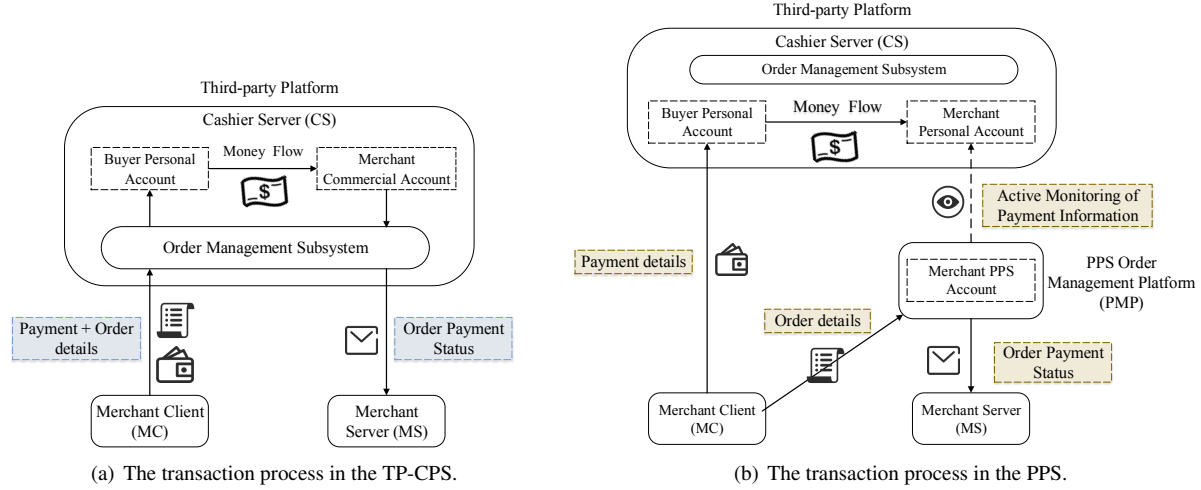 Third-party Platform
Cashier Server (CS)
Buyer Personal
Account
Money Flow
$
Merchant
Commercial Account
Order Management Subsystem
Payment + Order
details
Order Payment
Status
Merchant Client
(MC)
Merchant
Server (MS)
(a) The transaction process in the TP-CPS.
Third-party Platform
Cashier Server (CS)
Order Management Subsystem
Buyer Personal
Account
Money Flow
$
Merchant
Personal Account
Active Monitoring of
Payment Information
Payment details
Merchant PPS
Account
PPS Order
Management Platform
(PMP)
Order details
Order Payment
Status
Merchant Client
(MC)
Merchant Server
(MS)
(b) The transaction process in the PPS.